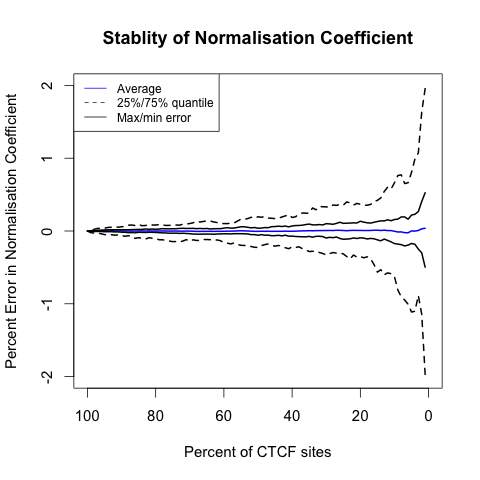 Stablity of Normalisation Coefficient
Average
25%/75% quantile
Max/min error
Percent Error in Normalisation Coefficient
2
1
0
-1
-2
100 80 60 40 20 0
Percent of CTCF sites